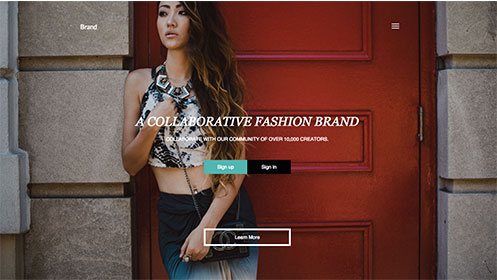 Brand
A COLLABORATIVE FASHION BRAND
COLLABORATE WITH OUR COMMUNITY OF OVER 10,000 CREATORS.
Sign up
Sign In
Learn More